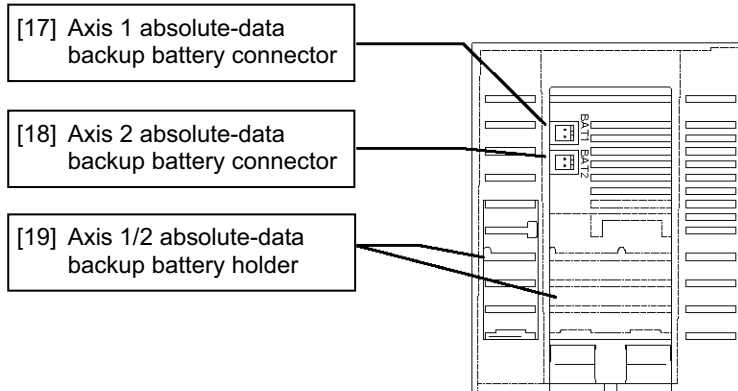 [17] Axis 1 absolute-data
backup battery connector
[18] Axis 2 absolute-data
backup battery connector
[19] Axis 1/2 absolute-data
backup battery holder
BAT1
BAT2